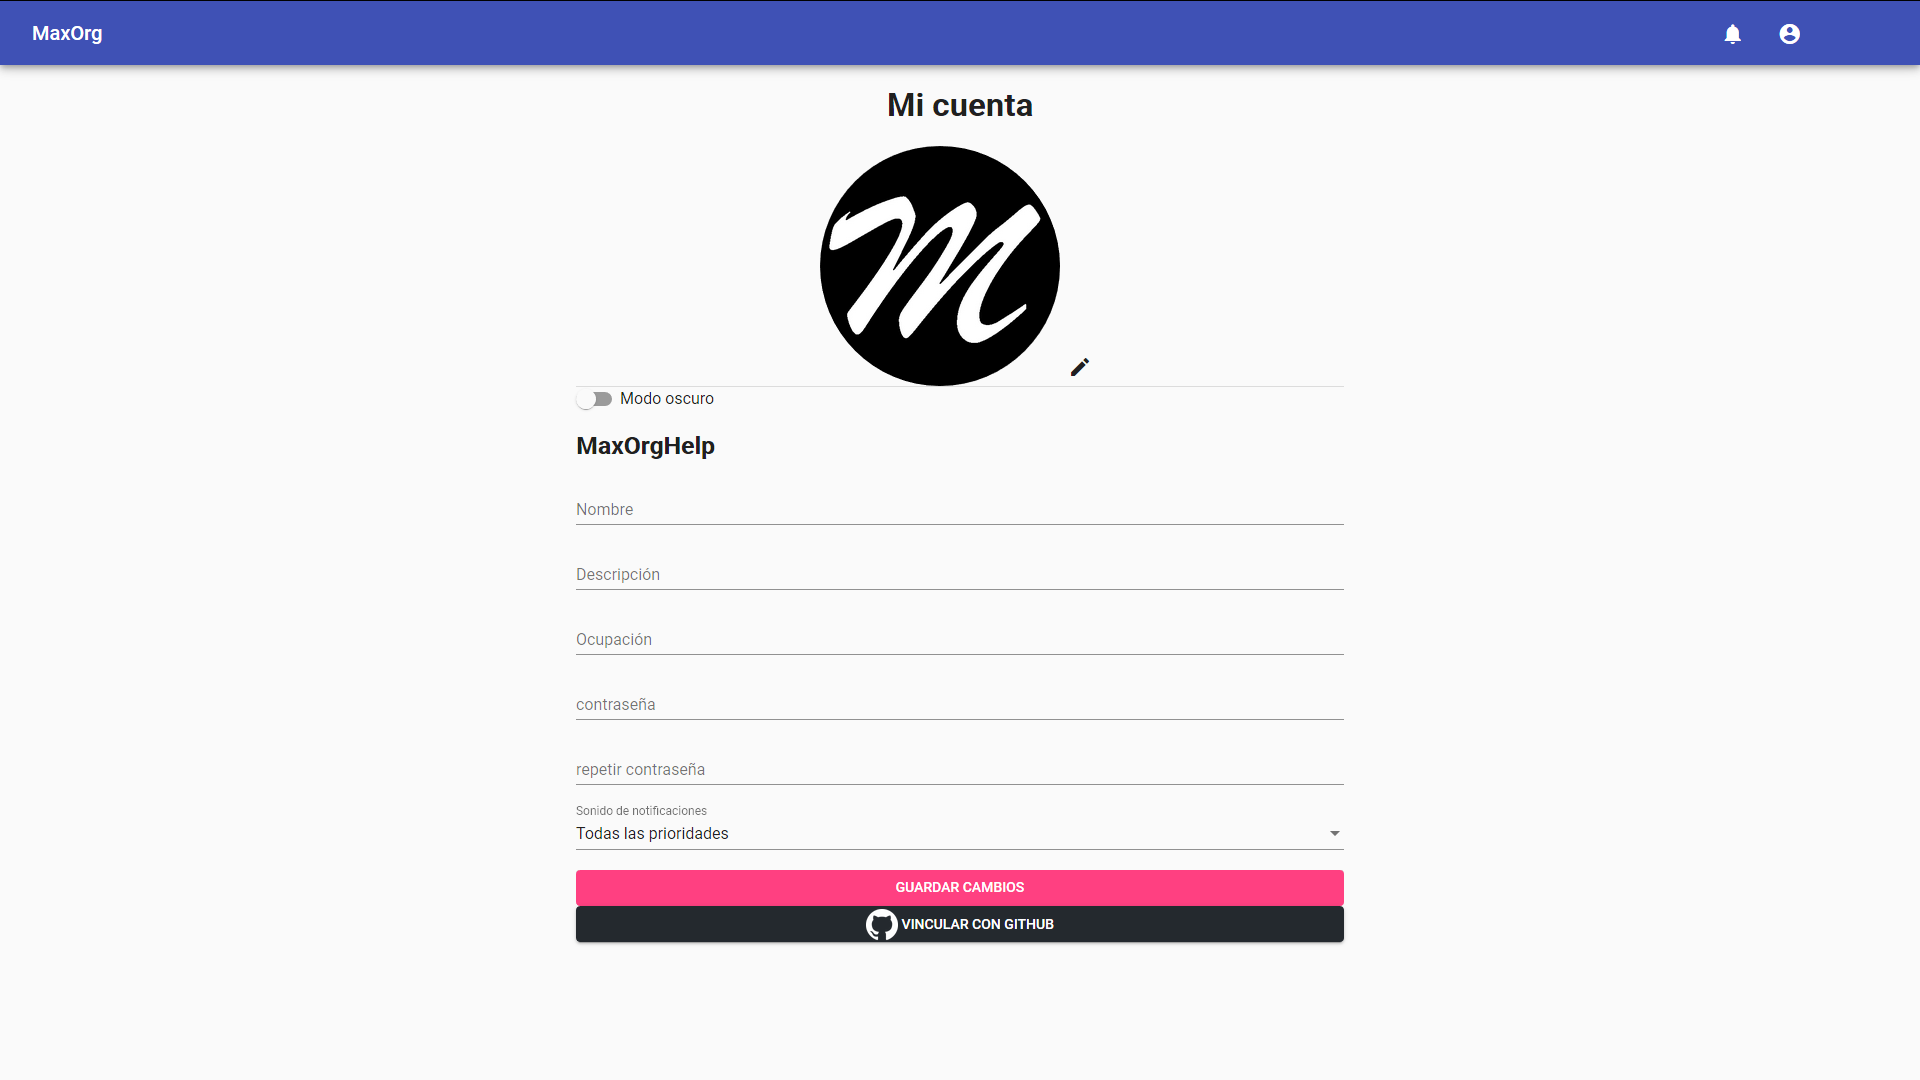 MaxOrg
Mi cuenta
M
Modo oscuro
MaxOrgHelp
Nombre
Descripción
Ocupación
contraseña
repetir contraseña
Sonido de notificaciones
Todas las prioridades
GUARDAR CAMBIOS
VINCULAR CON GITHUB